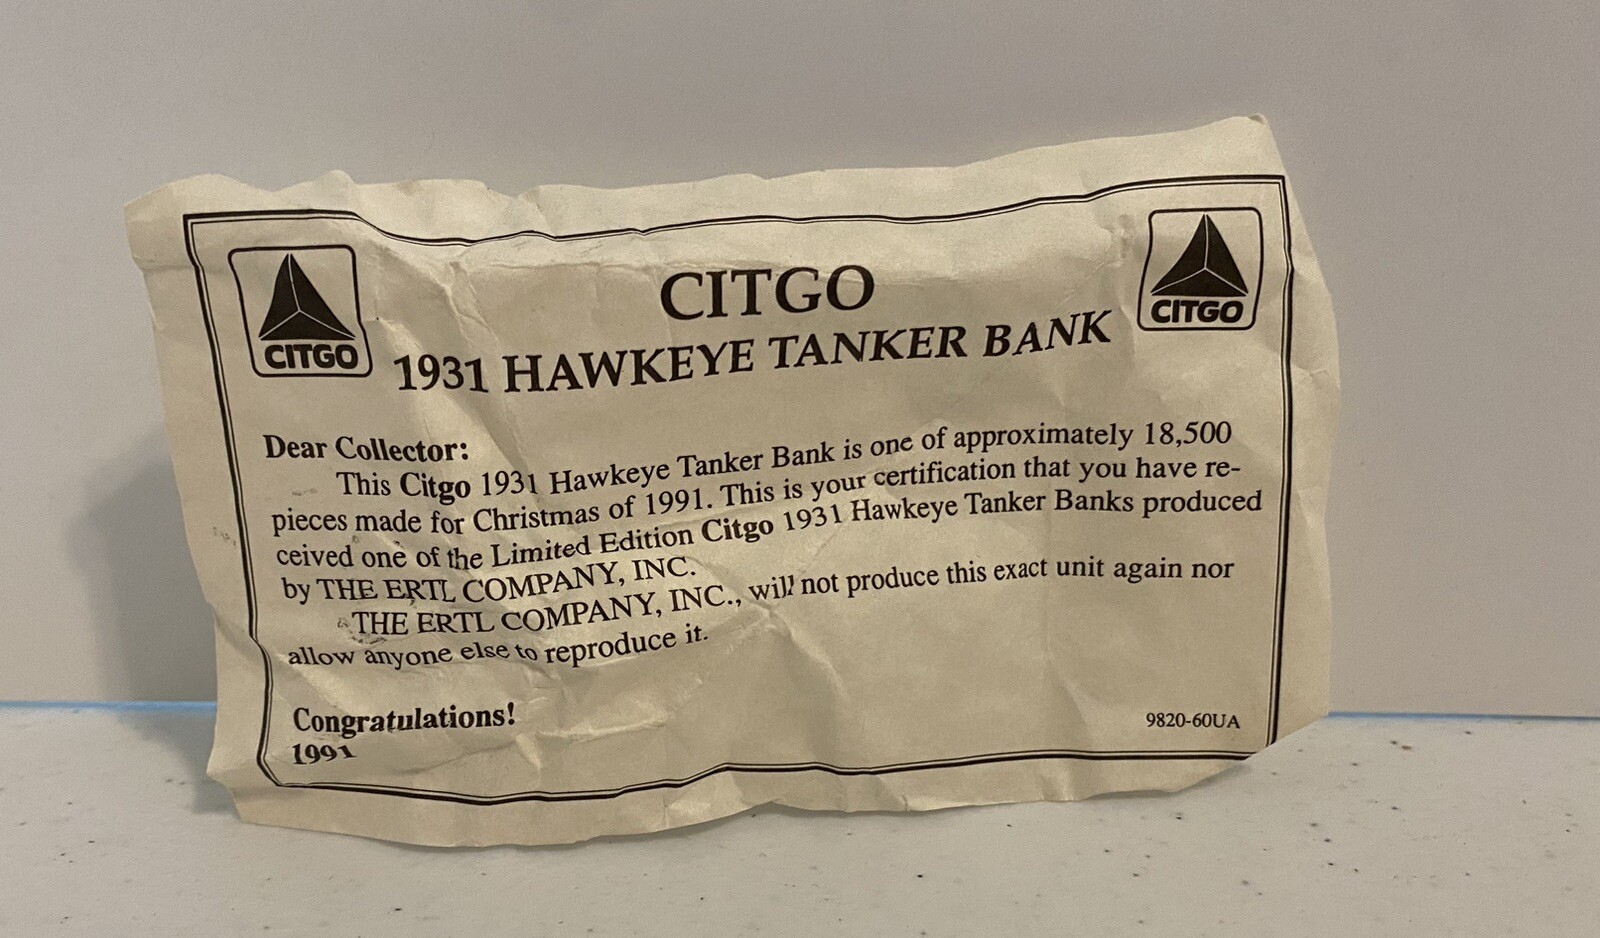 CITGO
CITGO
CITGO
1931 HAWKEYE TANKER BANK
Dear Collector:
This Citgo 1931 Hawkeye Tanker Bank is one of approximately 18,500
pieces made for Christmas of 1991. This is your certification that you have re-
ceived one of the Limited Edition Citgo 1931 Hawkeye Tanker Banks produced
by THE ERTL COMPANY, INC.
THE ERTL COMPANY, INC., will not produce this exact unit again nor
allow anyone else to reproduce it.
Congratulations!
1991
9820-60UA